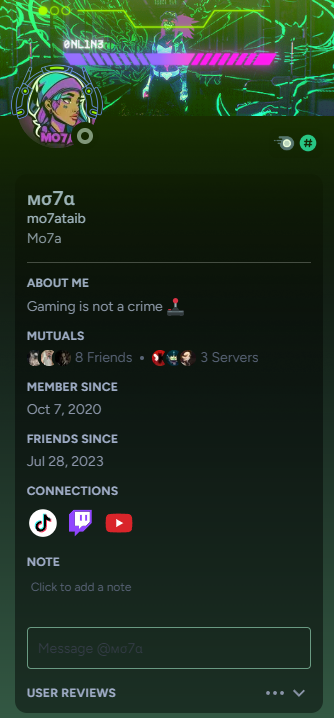 0NL1N3
MO7A
#
мσ7α
mo7ataib
Mo7a
ABOUT ME
Gaming is not a crime 🕹️
MUTUALS
8 Friends • 3 Servers
MEMBER SINCE
Oct 7, 2020
FRIENDS SINCE
Jul 28, 2023
CONNECTIONS
NOTE
Click to add a note
Message @мσ7α
USER REVIEWS